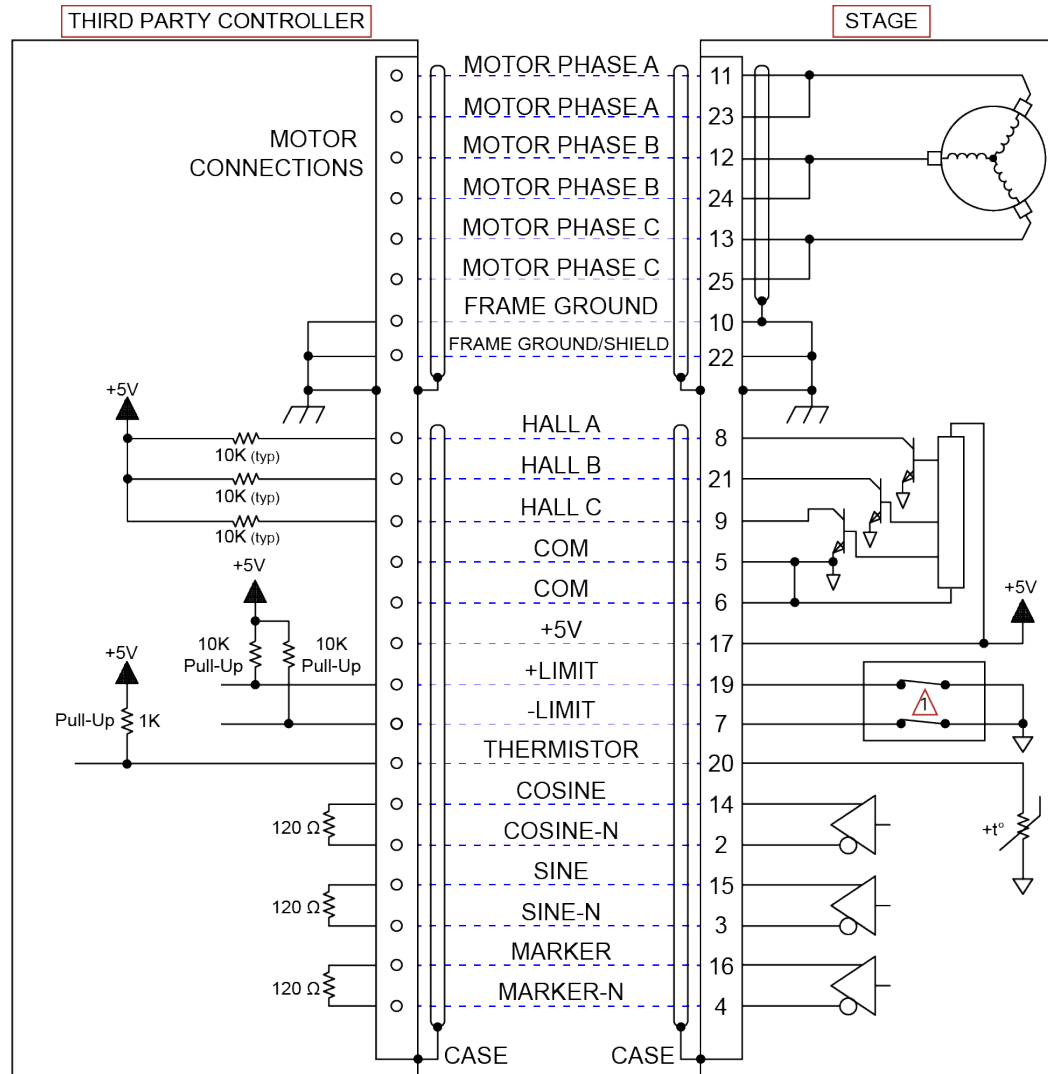 THIRD PARTY CONTROLLER
STAGE
MOTOR
CONNECTIONS
MOTOR PHASE A
11
MOTOR PHASE A
23
MOTOR PHASE B
12
MOTOR PHASE B
24
MOTOR PHASE C
13
MOTOR PHASE C
25
FRAME GROUND
10
FRAME GROUND/SHIELD
22
+5V
10K (typ)
HALL A
8
10K (typ)
HALL B
21
10K (typ)
HALL C
9
COM
5
COM
6
+5V
+5V
17
+5V
10K
Pull-Up
10K
Pull-Up
+LIMIT
19
-LIMIT
7
1
+5V
Pull-Up
1K
THERMISTOR
20
+t°
COSINE
14
120 Ω
COSINE-N
2
SINE
15
120 Ω
SINE-N
3
MARKER
16
120 Ω
MARKER-N
4
CASE
CASE